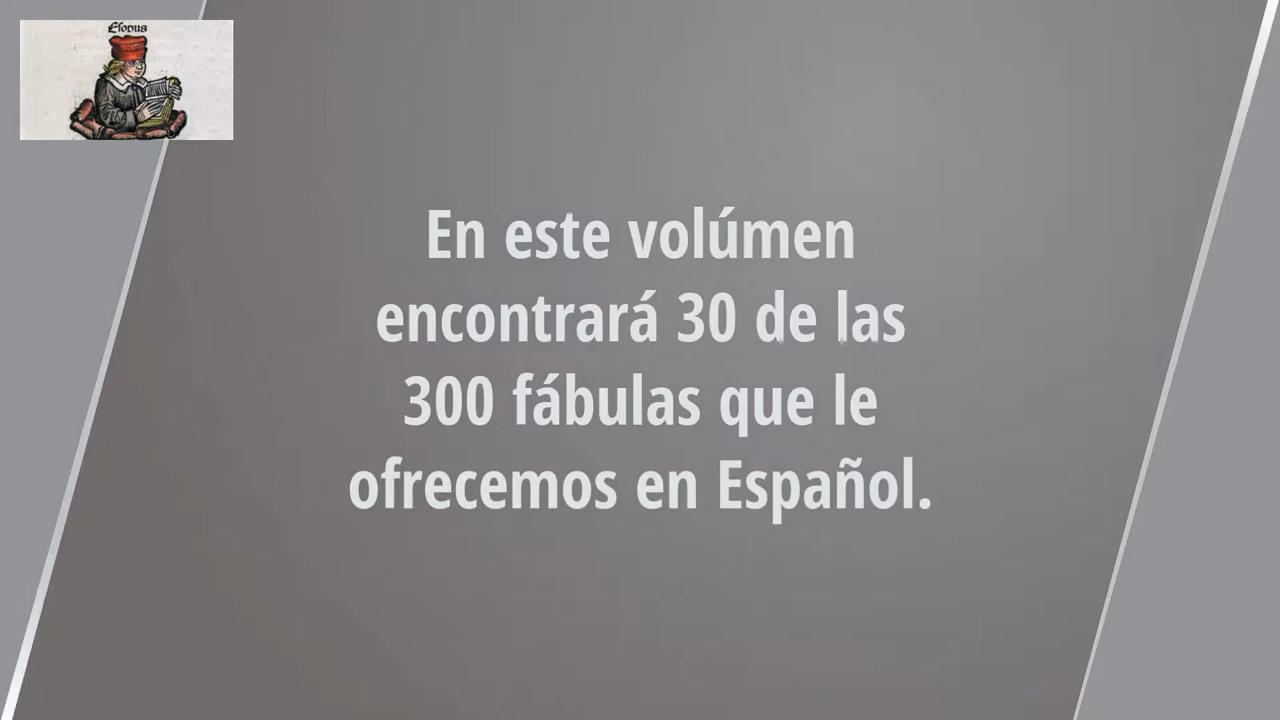 Esopus
En este volúmen
encontrará 30 de las
300 fábulas que le
ofrecemos en Español.